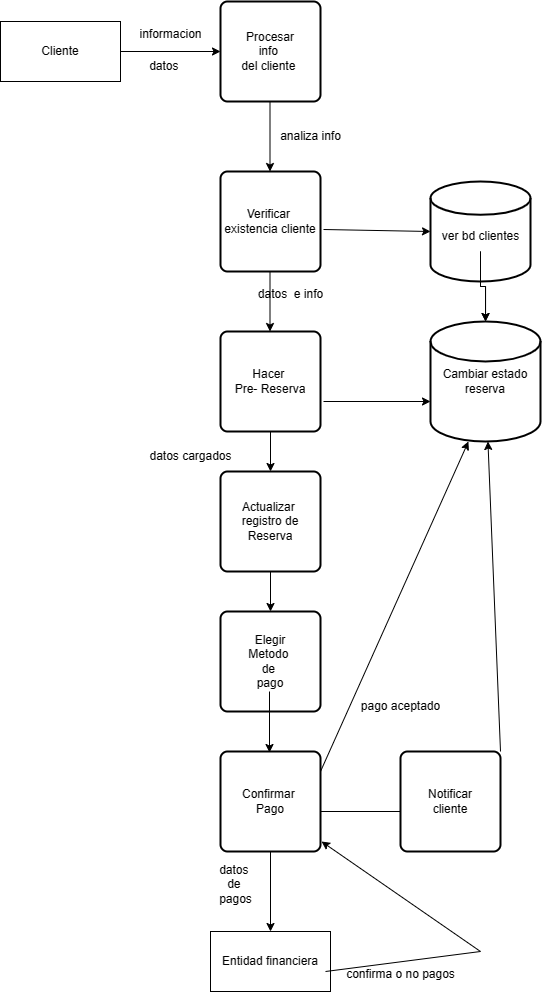 informacion
Cliente
datos
Procesar
info
del cliente
analiza info
Verificar
existencia cliente
ver bd clientes
datos e info
Hacer
Pre- Reserva
Cambiar estado
reserva
datos cargados
Actualizar
registro de
Reserva
Elegir
Metodo
de
pago
pago aceptado
Confirmar
Pago
Notificar
cliente
datos
de
pagos
Entidad financiera
confirma o no pagos